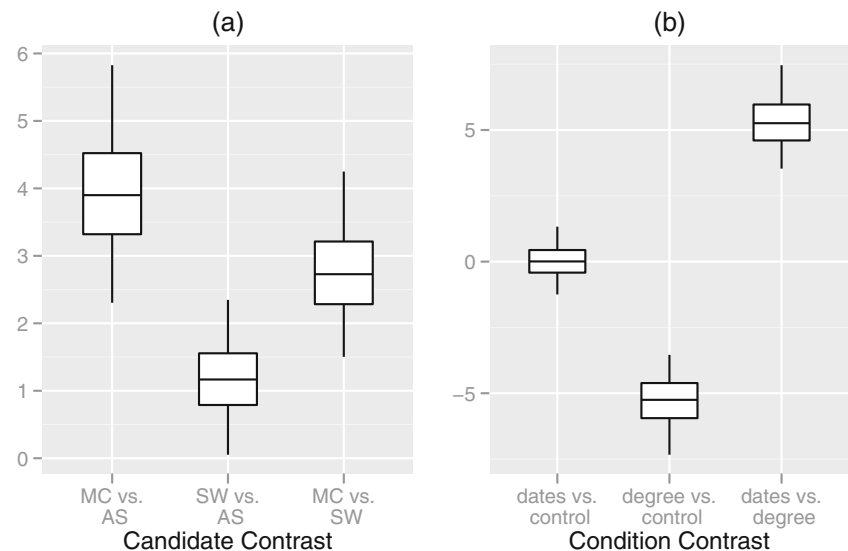 (a)
6
5
4
3
2
1
0
MC vs.
AS
SW vs.
AS
MC vs.
SW
Candidate Contrast
(b)
5
0
−5
dates vs.
control
degree vs.
control
dates vs.
degree
Condition Contrast